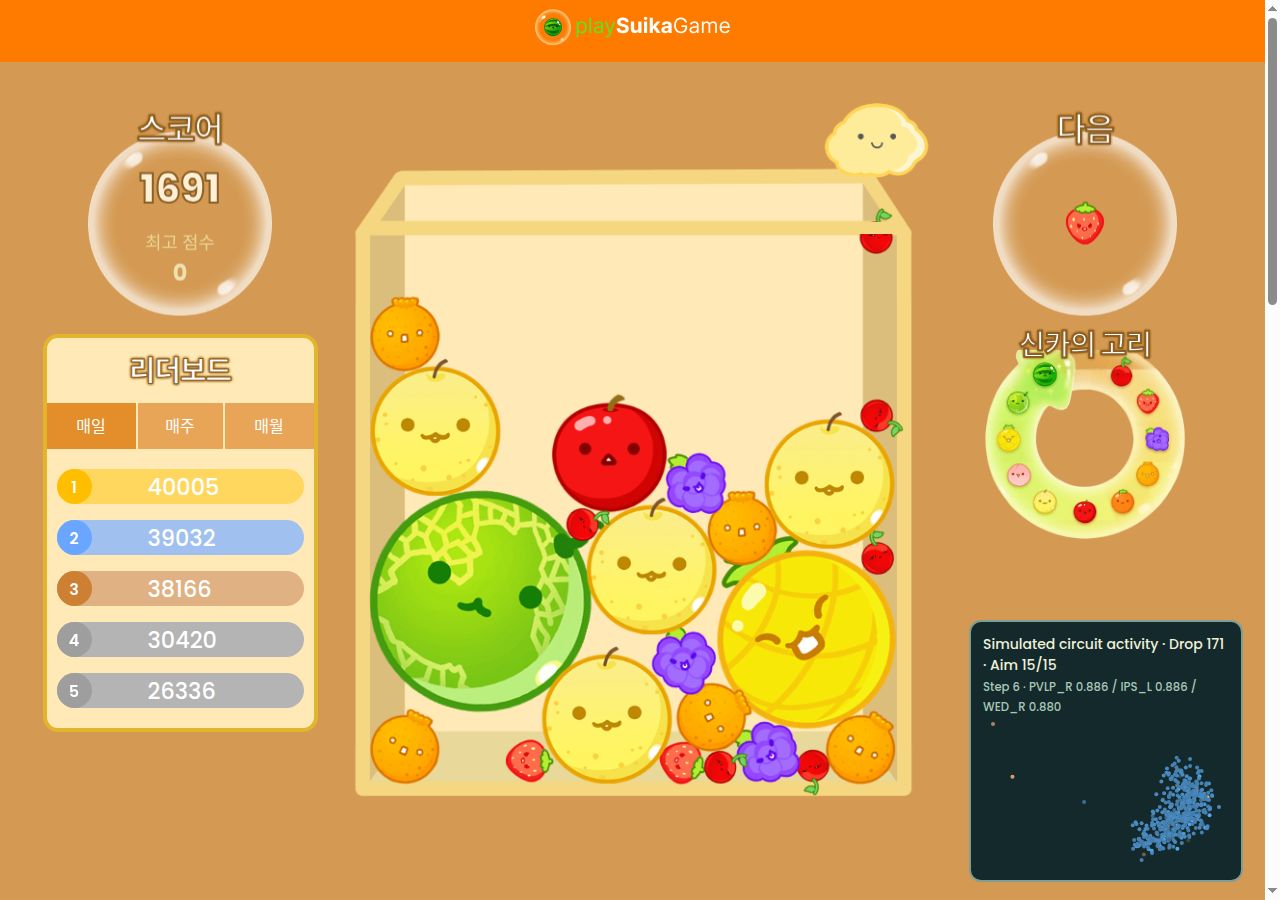 playSuikaGame
스코어
1691
최고 점수
0
리더보드
매일 매주 매월
1 40005
2 39032
3 38166
4 30420
5 26336
다음
신카의 고리
Simulated circuit activity · Drop 171
· Aim 15/15
Step 6 · PVLP_R 0.886 / IPS_L 0.886 /
WED_R 0.880